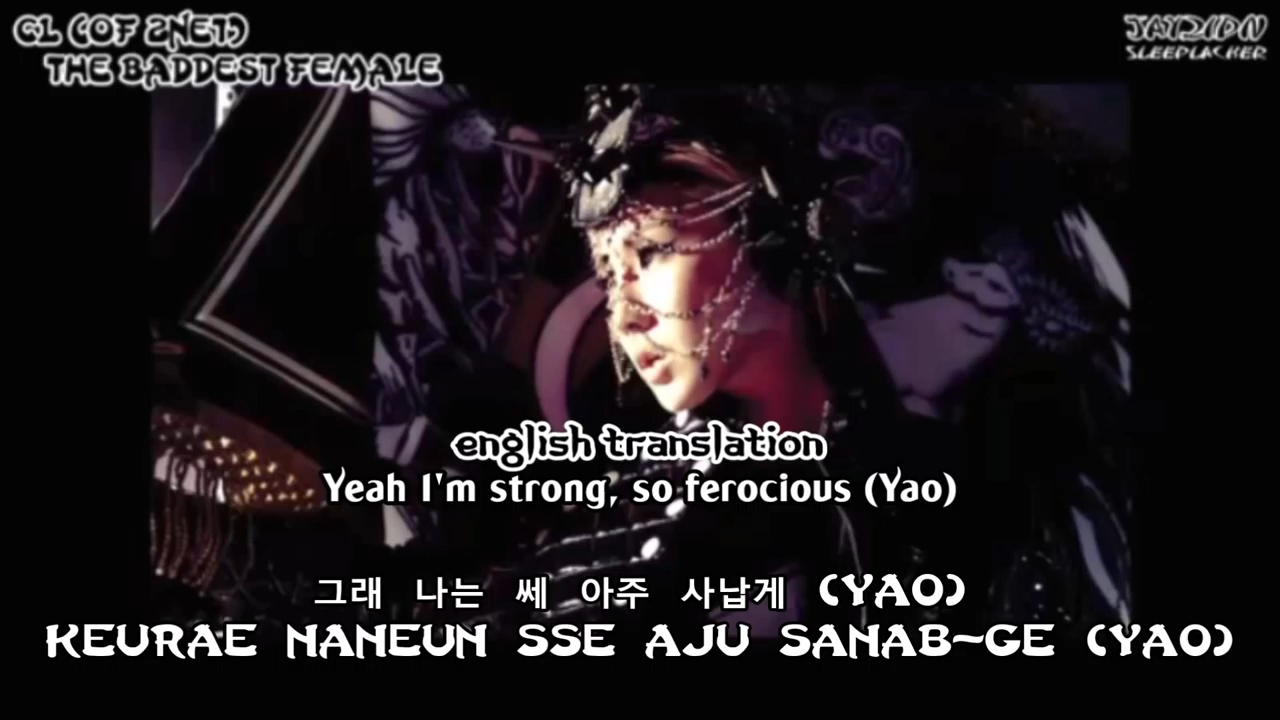 CL (OF 2NE1)
THE BADDEST FEMALE
JAY21PN
SLEEPLACKER
english translation
Yeah I'm strong, so ferocious (Yao)
그래 나는 쎄 아주 사납게 (YAO)
KEURAE NANEUN SSE AJU SANAB~GE (YAO)